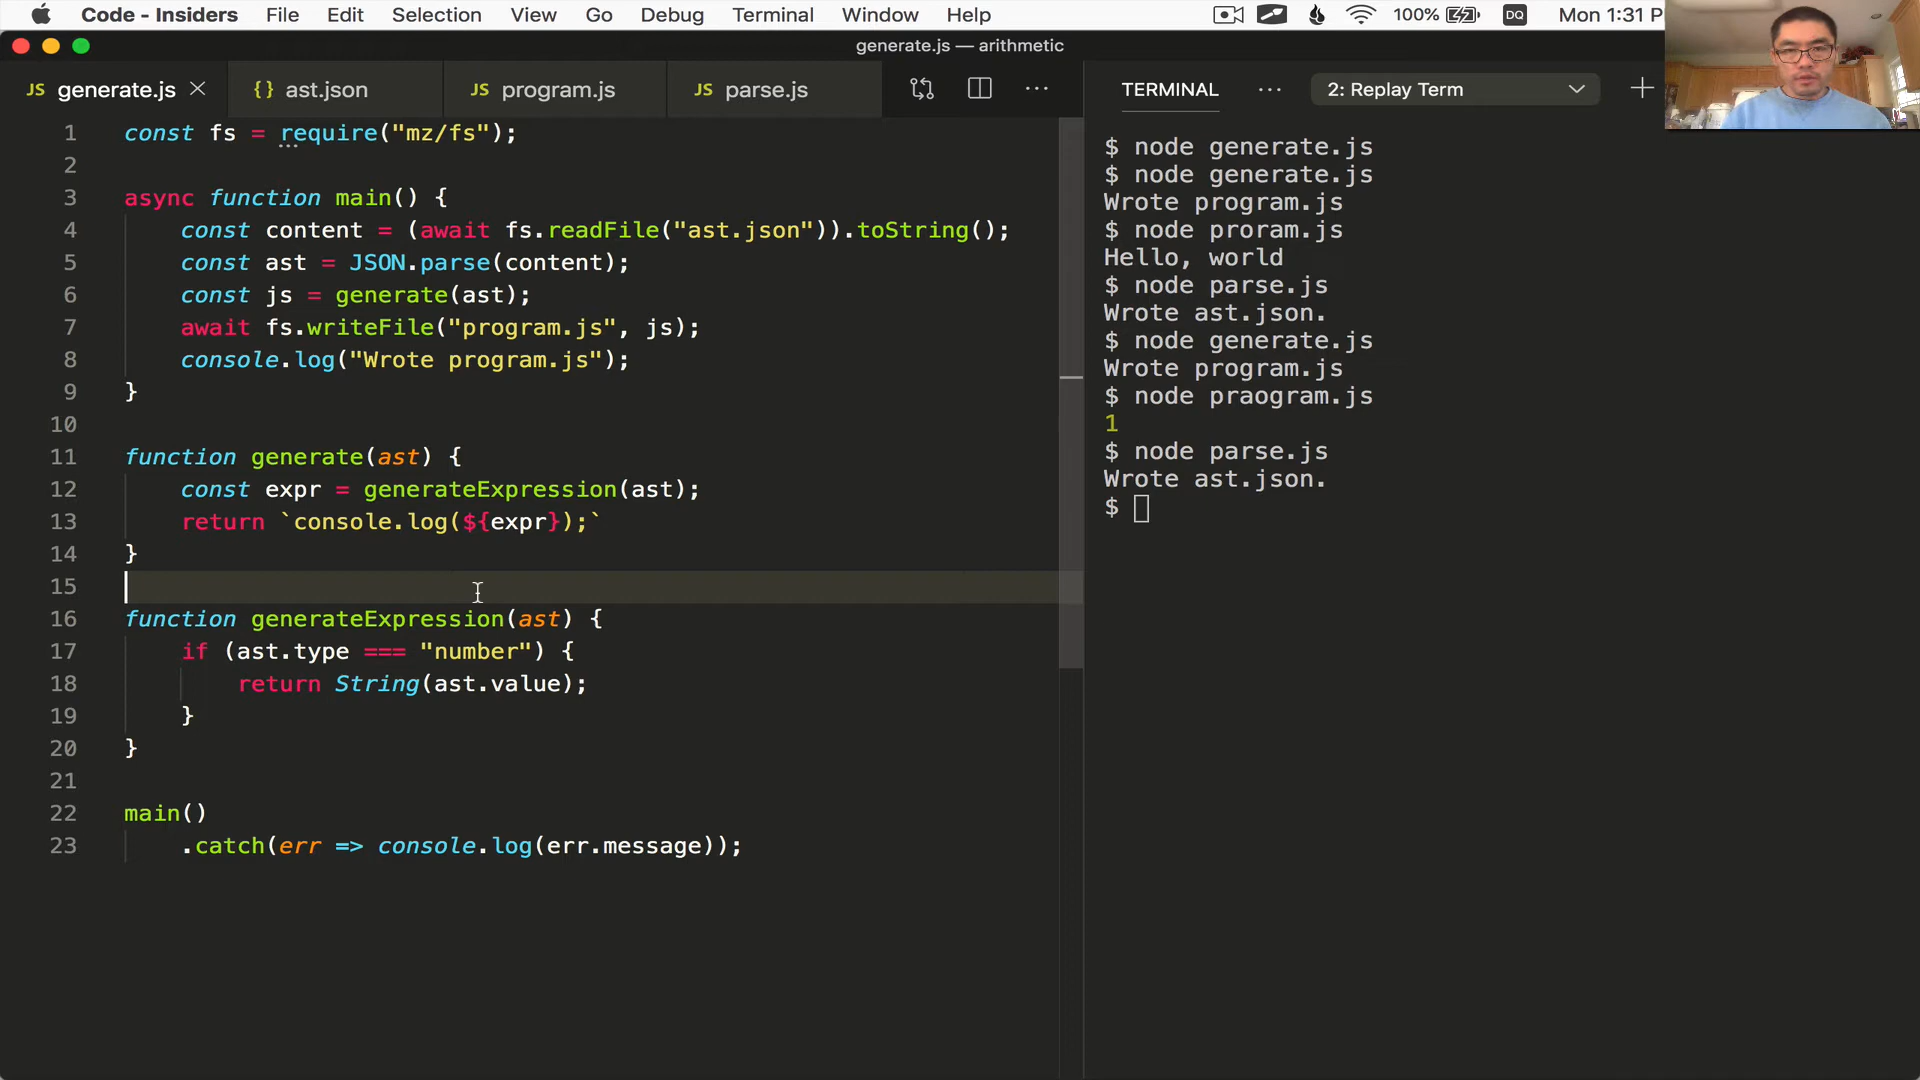 Code - Insiders File Edit Selection View Go Debug Terminal Window Help 100% DQ Mon 1:31 P
generate.js — arithmetic
JS generate.js {} ast.json JS program.js JS parse.js ···
TERMINAL ··· 2: Replay Term
1 const fs = require("mz/fs");
2
3 async function main() {
4 const content = (await fs.readFile("ast.json")).toString();
5 const ast = JSON.parse(content);
6 const js = generate(ast);
7 await fs.writeFile("program.js", js);
8 console.log("Wrote program.js");
9 }
10
11 function generate(ast) {
12 const expr = generateExpression(ast);
13 return `console.log(${expr});`
14 }
15
16 function generateExpression(ast) {
17 if (ast.type === "number") {
18 return String(ast.value);
19 }
20 }
21
22 main()
23 .catch(err => console.log(err.message));
$ node generate.js
$ node generate.js
Wrote program.js
$ node proram.js
Hello, world
$ node parse.js
Wrote ast.json.
$ node generate.js
Wrote program.js
$ node praogram.js
1
$ node parse.js
Wrote ast.json.
$